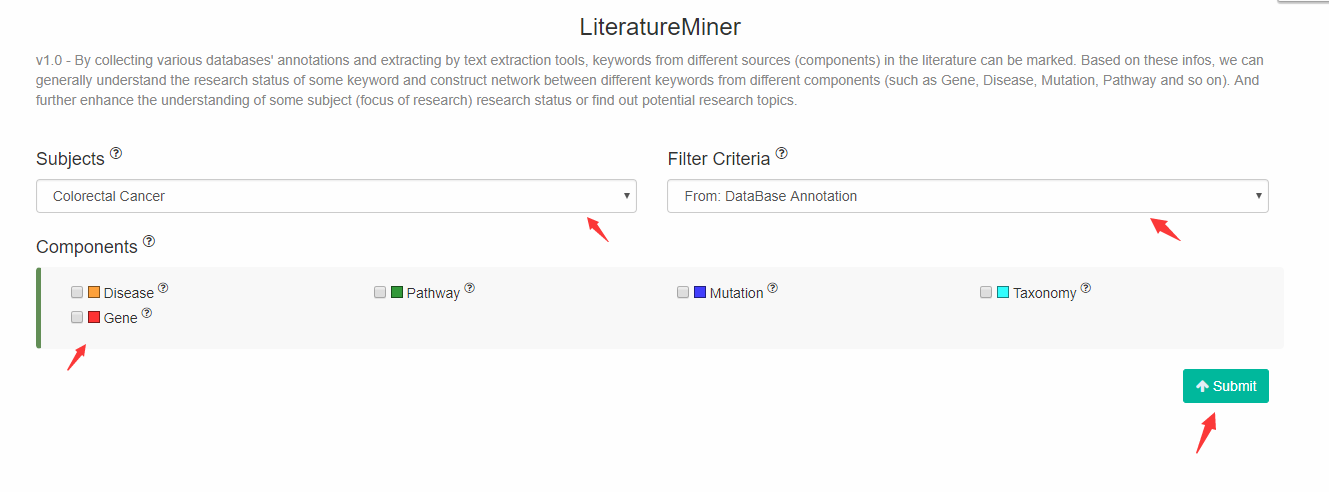 LiteratureMiner
v1.0 - By collecting various databases' annotations and extracting by text extraction tools, keywords from different sources (components) in the literature can be marked. Based on these infos, we can
generally understand the research status of some keyword and construct network between different keywords from different components (such as Gene, Disease, Mutation, Pathway and so on). And
further enhance the understanding of some subject (focus of research) research status or find out potential research topics.
Subjects ?
Filter Criteria ?
Colorectal Cancer
From: DataBase Annotation
Components ?
Disease ?
Pathway ?
Mutation ?
Taxonomy ?
Gene ?
Submit